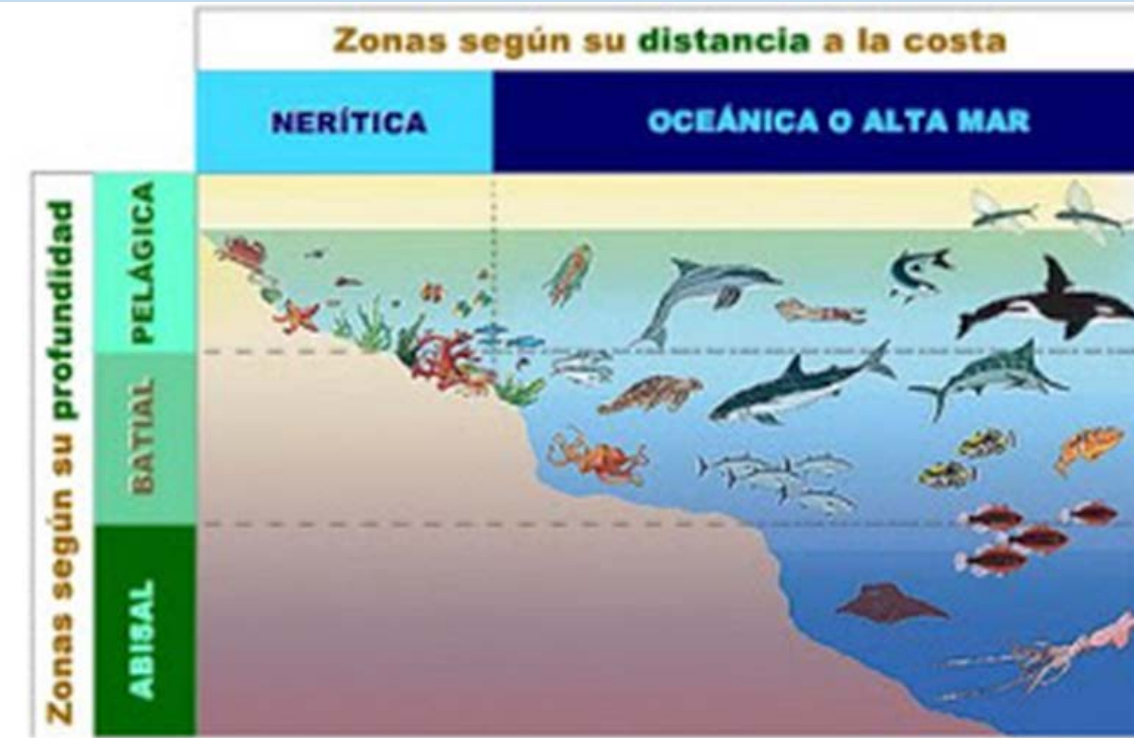 Zonas según su distancia a la costa
NERÍTICA
OCEÁNICA O ALTA MAR
Zonas según su profundidad
PELÁGICA
BATIAL
ABISAL